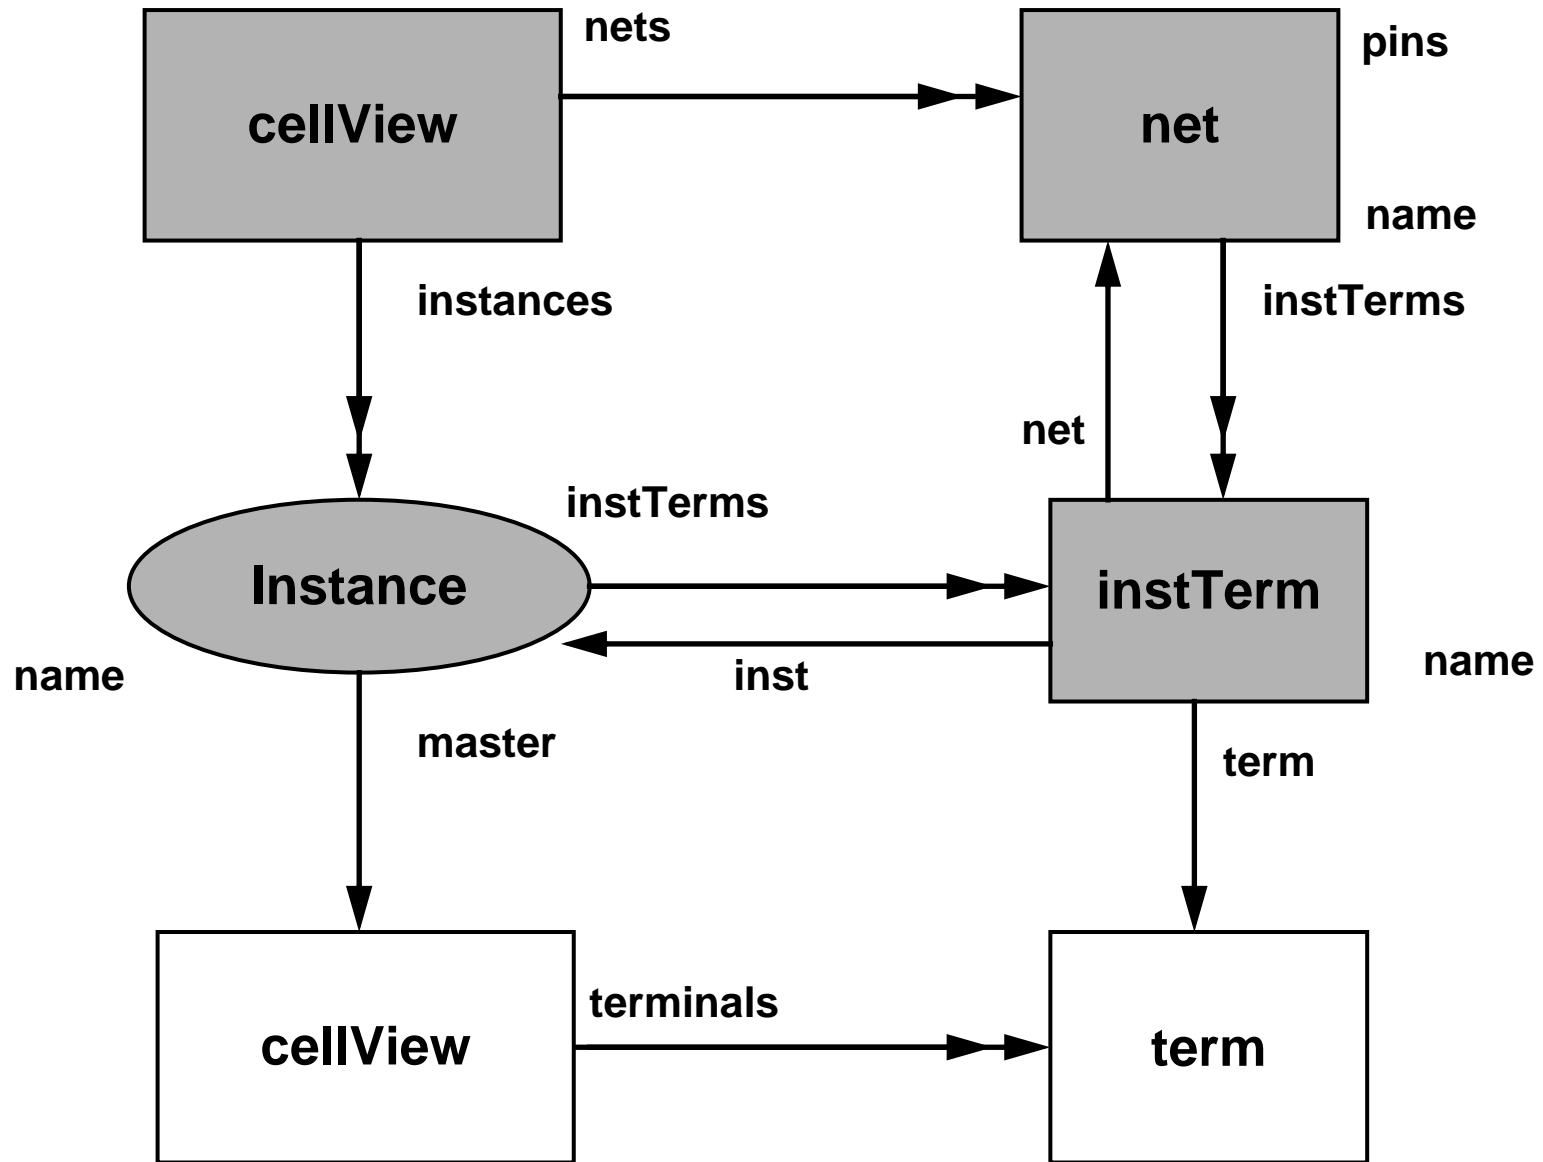 nets
pins
cellView
net
name
instances
instTerms
net
instTerms
Instance
instTerm
name
inst
name
master
term
terminals
cellView
term